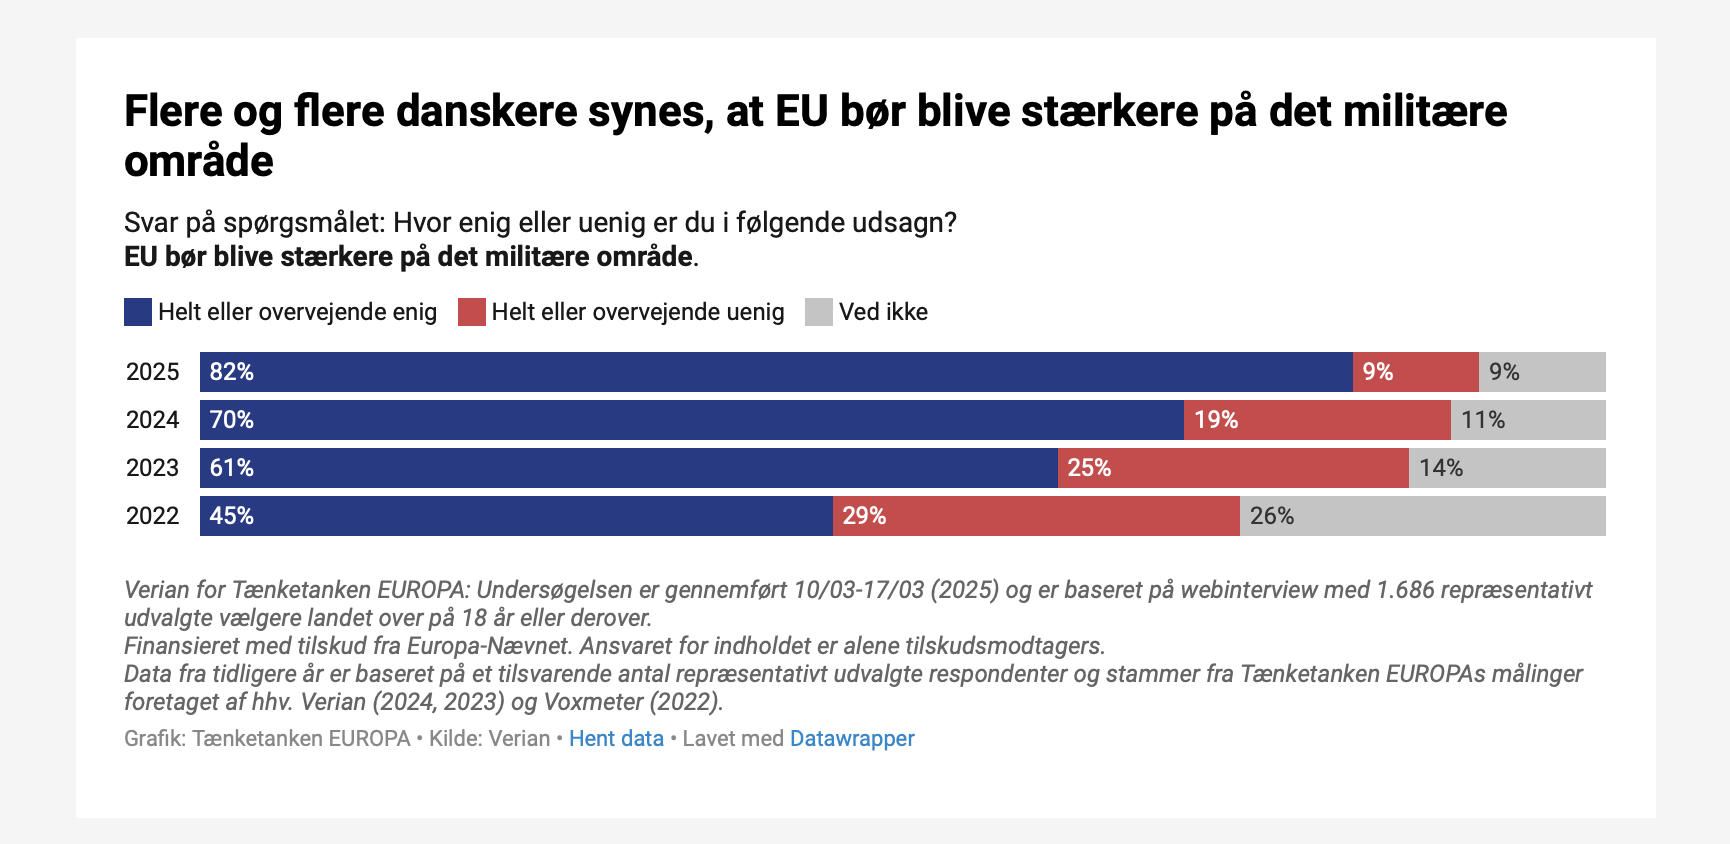 Flere og flere danskere synes, at EU bør blive stærkere på det militære
område
Svar på spørgsmålet: Hvor enig eller uenig er du i følgende udsagn?
EU bør blive stærkere på det militære område.
Helt eller overvejende enig Helt eller overvejende uenig Ved ikke
2025 82% 9% 9%
2024 70% 19% 11%
2023 61% 25% 14%
2022 45% 29% 26%
Verian for Tænketanken EUROPA: Undersøgelsen er gennemført 10/03-17/03 (2025) og er baseret på webinterview med 1.686 repræsentativt
udvalgte vælgere landet over på 18 år eller derover.
Finansieret med tilskud fra Europa-Nævnet. Ansvaret for indholdet er alene tilskudsmodtagers.
Data fra tidligere år er baseret på et tilsvarende antal repræsentativt udvalgte respondenter og stammer fra Tænketanken EUROPAs målinger
foretaget af hhv. Verian (2024, 2023) og Voxmeter (2022).
Grafik: Tænketanken EUROPA • Kilde: Verian • Hent data • Lavet med Datawrapper